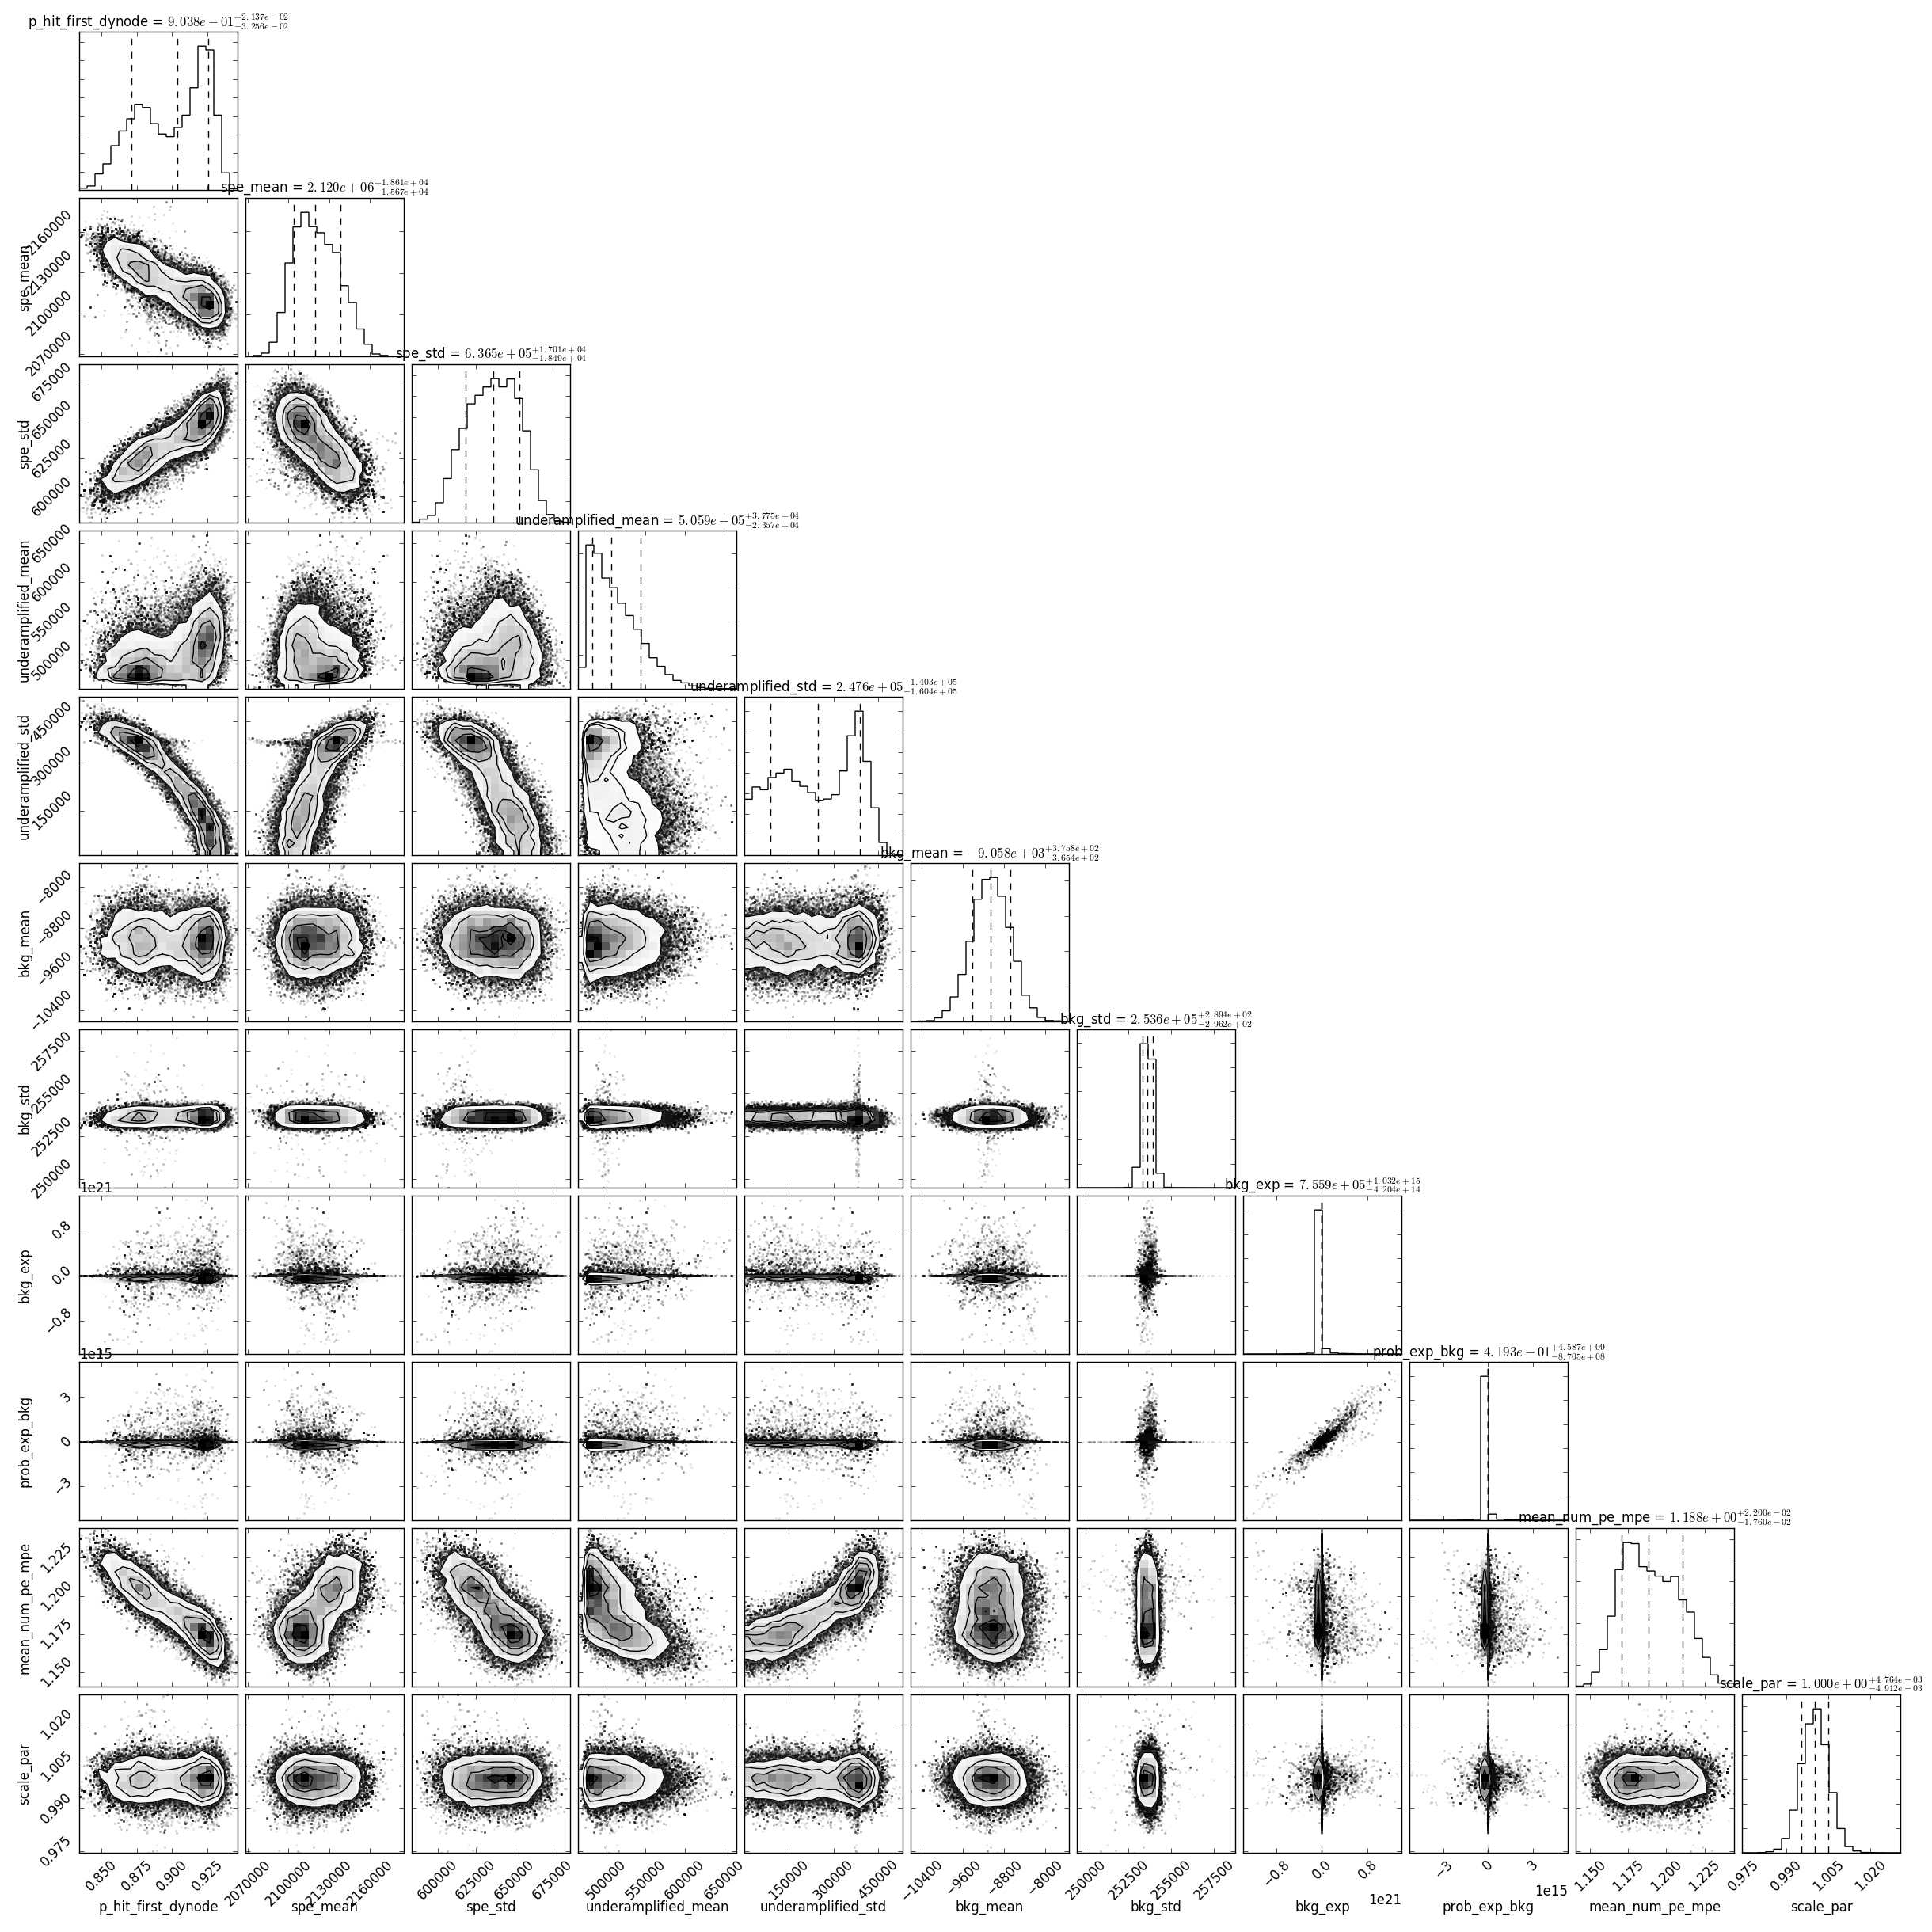 p_hit_first_dynode = 9.038e−01+2.137e−02 −3.256e−02
spe_mean = 2.120e+06+1.861e+04 −1.567e+04
2160000
2130000
2100000
2070000
spe_mean
spe_std = 6.365e+05+1.701e+04 −1.849e+04
675000
650000
625000
600000
spe_std
underamplified_mean = 5.059e+05+3.775e+04 −2.357e+04
650000
600000
550000
500000
underamplified_mean
underamplified_std = 2.476e+05+1.403e+05 −1.604e+05
450000
300000
150000
underamplified_std
bkg_mean = −9.058e+03+3.758e+02 −3.654e+02
−8000
−8800
−9600
−10400
bkg_mean
bkg_std = 2.536e+05+2.894e+02 −2.962e+02
257500
255000
252500
250000
bkg_std
1e21
bkg_exp = 7.559e+05+1.032e+15 −4.204e+14
0.8
0.0
−0.8
bkg_exp
1e15
prob_exp_bkg = 4.193e−01+4.587e+09 −8.705e+08
3
0
−3
prob_exp_bkg
mean_num_pe_mpe = 1.188e+00+2.200e−02 −1.760e−02
1.225
1.200
1.175
1.150
mean_num_pe_mpe
scale_par = 1.000e+00+4.764e−03 −4.912e−03
1.020
1.005
0.990
0.975
scale_par
0.850 0.875 0.900 0.925 2070000 2100000 2130000 2160000 600000 625000 650000 675000 500000 550000 600000 650000 150000 300000 450000 −10400 −9600 −8800 −8000 250000 252500 255000 257500 −0.8 0.0 0.8 −3 0 3 1.150 1.175 1.200 1.225 0.975 0.990 1.005 1.020
1e21 1e15
p_hit_first_dynode spe_mean spe_std underamplified_mean underamplified_std bkg_mean bkg_std bkg_exp prob_exp_bkg mean_num_pe_mpe scale_par